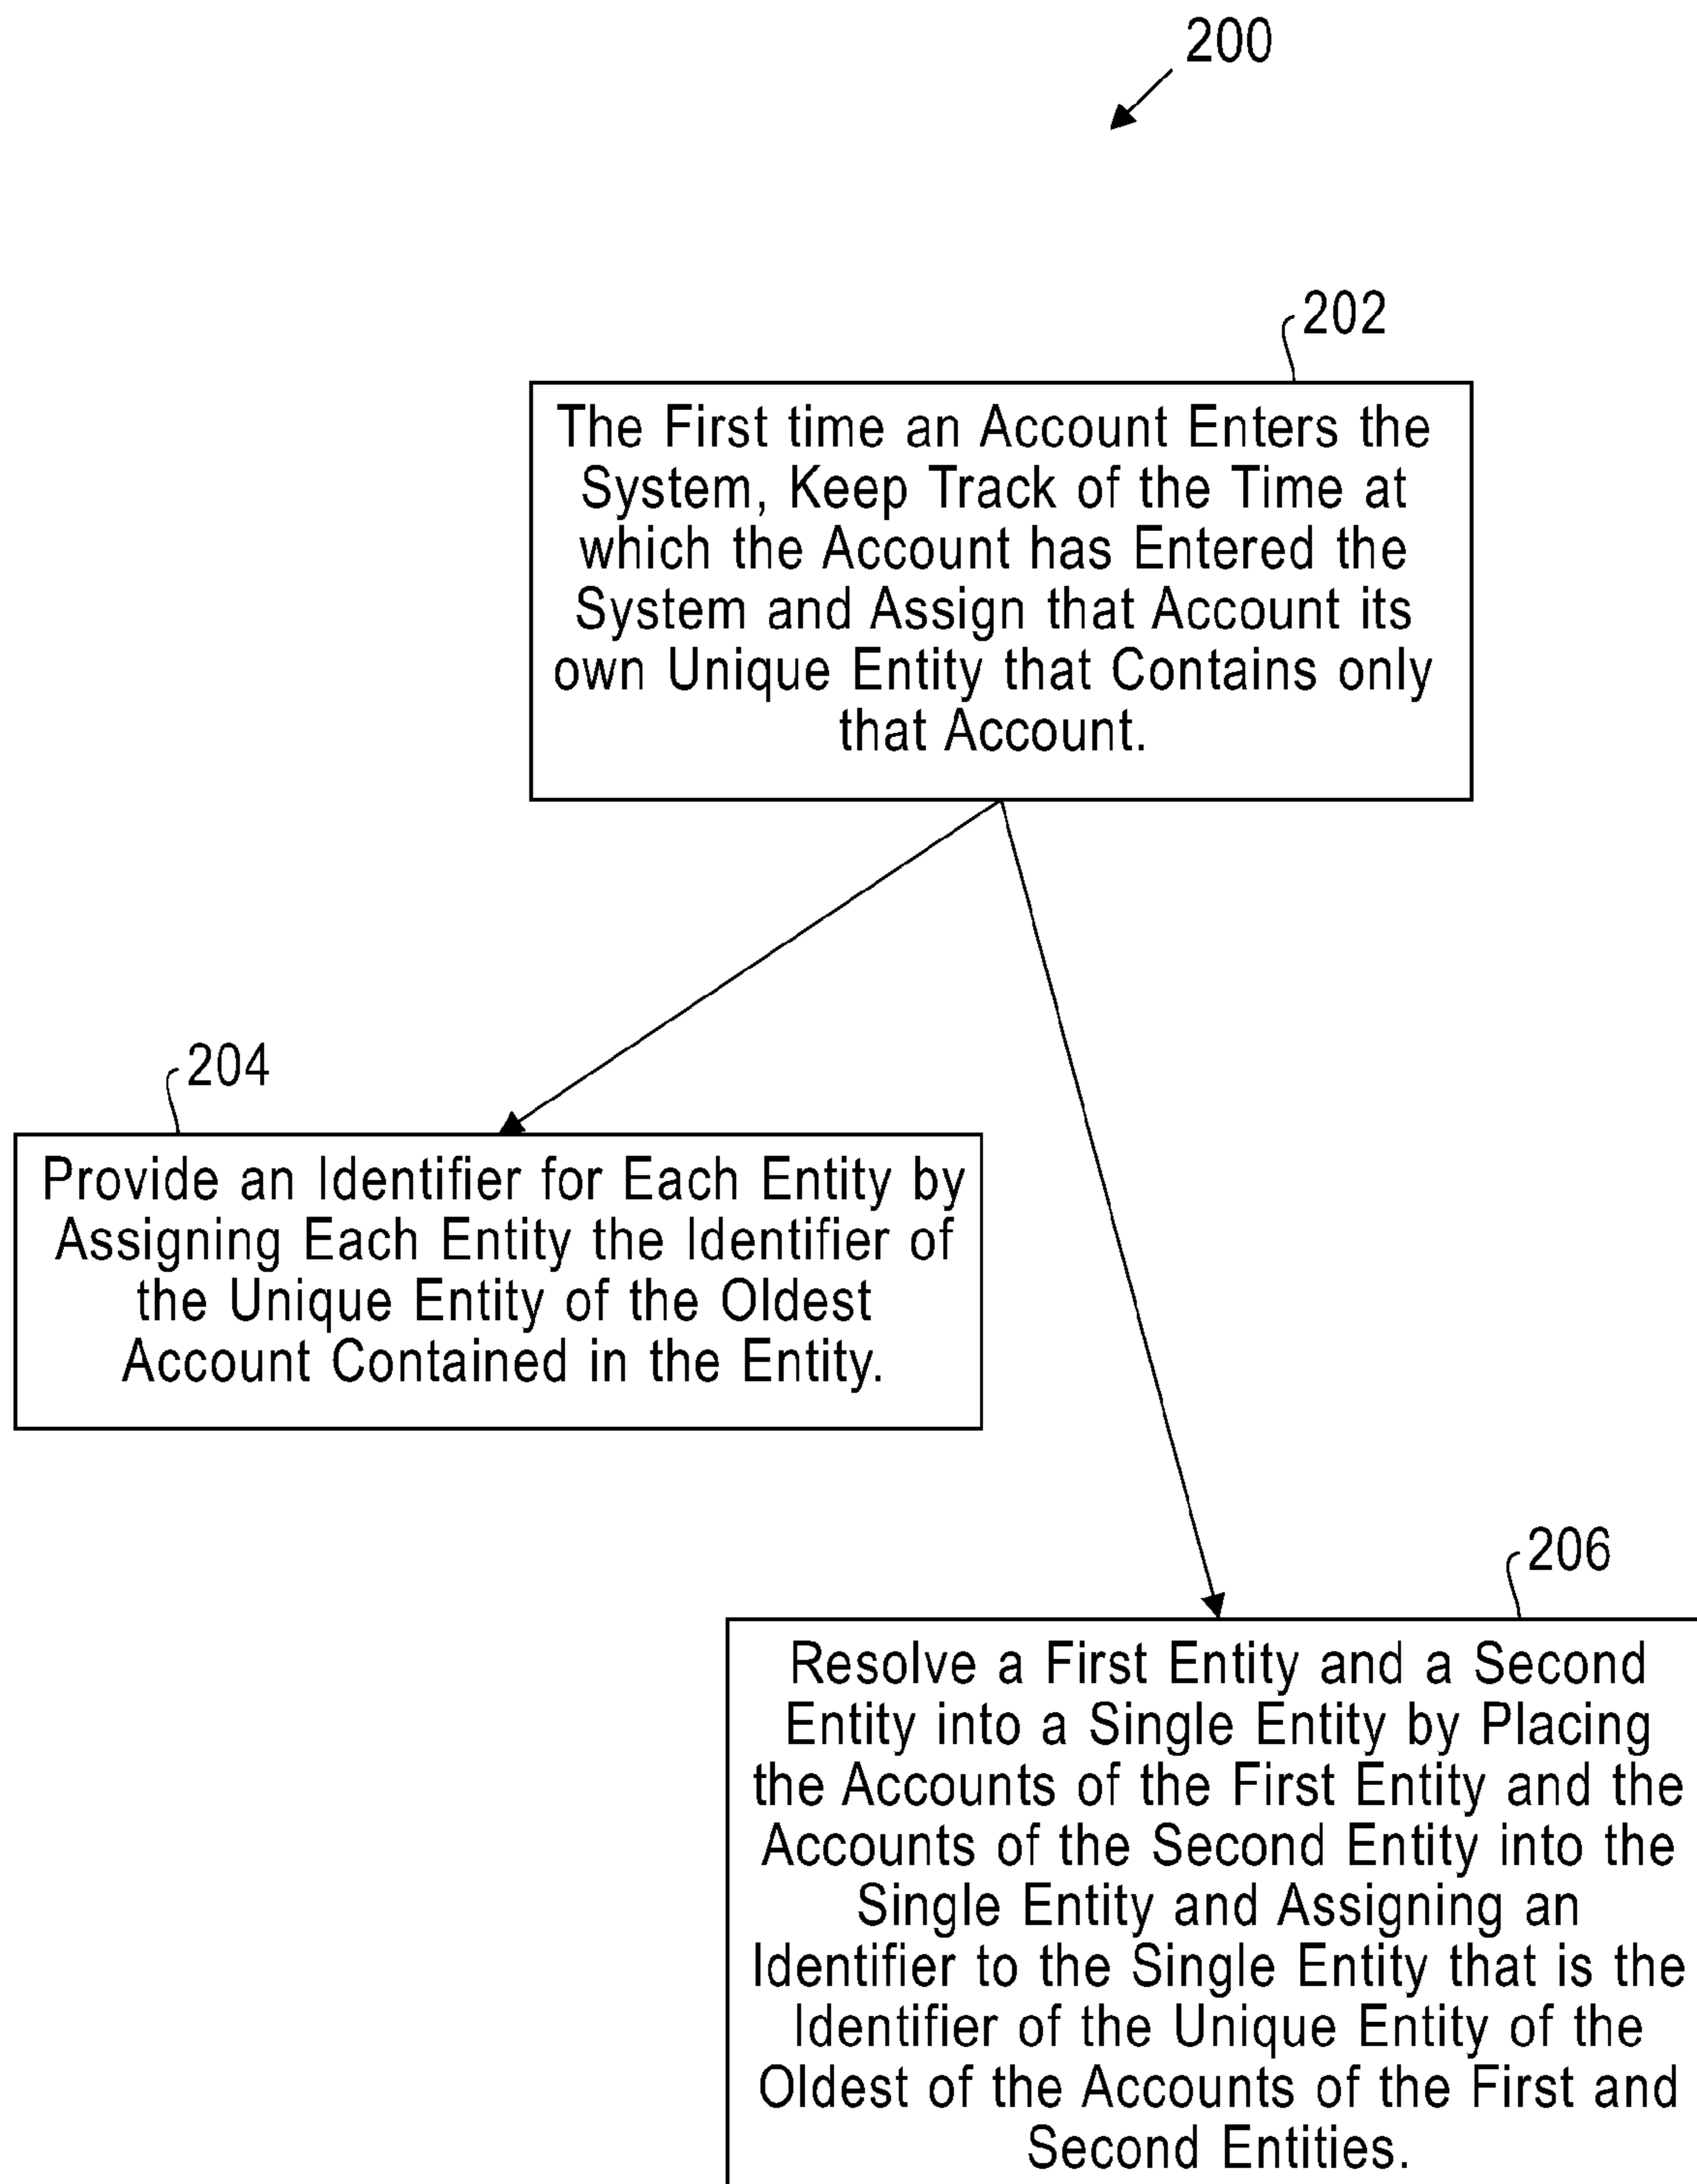 200
202
The First time an Account Enters the
System, Keep Track of the Time at
which the Account has Entered the
System and Assign that Account its
own Unique Entity that Contains only
that Account.
204
Provide an Identifier for Each Entity by
Assigning Each Entity the Identifier of
the Unique Entity of the Oldest
Account Contained in the Entity.
206
Resolve a First Entity and a Second
Entity into a Single Entity by Placing
the Accounts of the First Entity and the
Accounts of the Second Entity into the
Single Entity and Assigning an
Identifier to the Single Entity that is the
Identifier of the Unique Entity of the
Oldest of the Accounts of the First and
Second Entities.